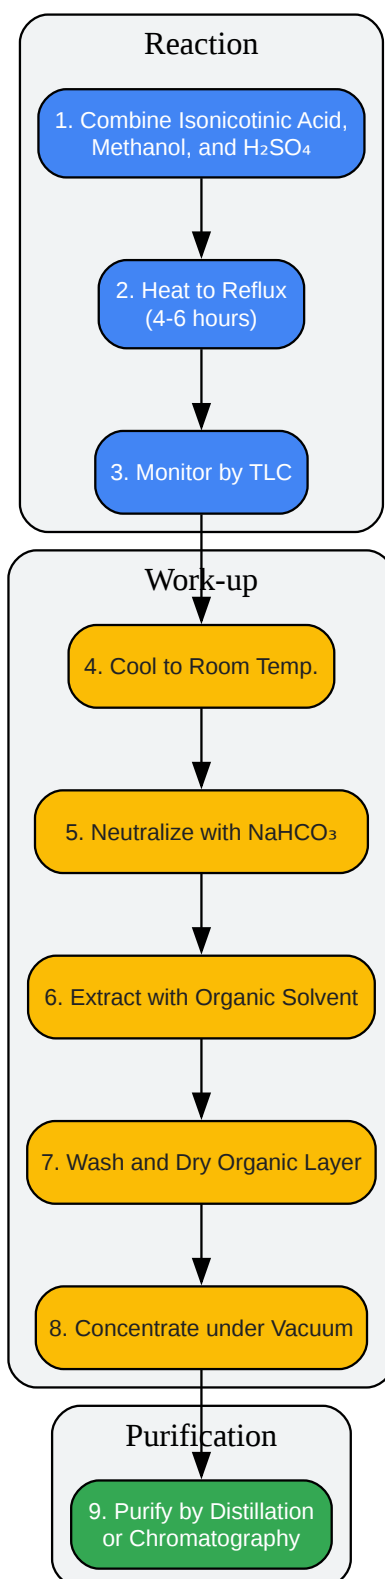 Reaction
1. Combine Isonicotinic Acid,
Methanol, and H₂SO₄
2. Heat to Reflux
(4-6 hours)
3. Monitor by TLC
Work-up
4. Cool to Room Temp.
5. Neutralize with NaHCO₃
6. Extract with Organic Solvent
7. Wash and Dry Organic Layer
8. Concentrate under Vacuum
Purification
9. Purify by Distillation
or Chromatography